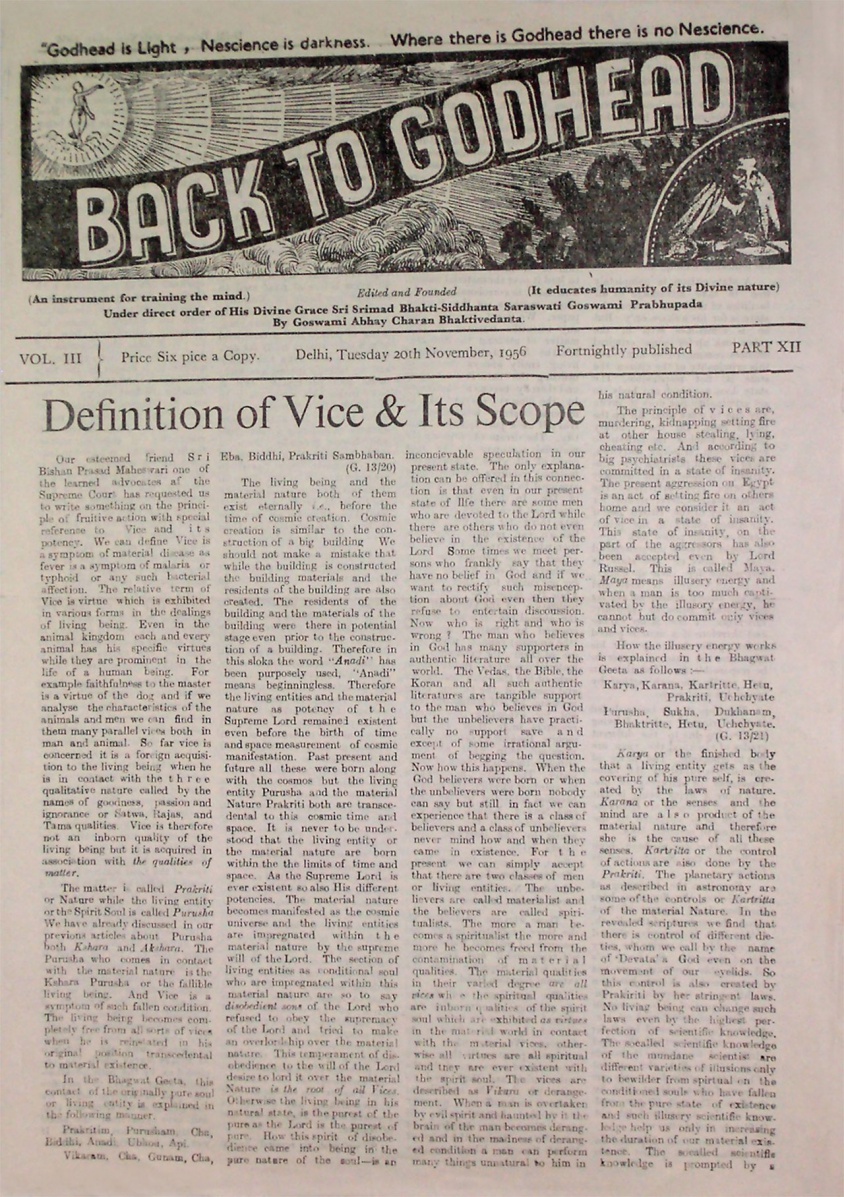 "Godhead is Light , Nescience is darkness. Where there is Godhead there is no Nescience.
BACK TO GODHEAD
(An instrument for training the mind.)
Edited and Founded
(It educates humanity of its Divine nature)
Under direct order of His Divine Grace Sri Srimad Bhakti-Siddhanta Saraswati Goswami Prabhupada
By Goswami Abhay Charan Bhaktivedanta.
VOL. III
Price Six pice a Copy.
Delhi, Tuesday 20th November, 1956
Fortnightly published
PART XII
Definition of Vice & Its Scope
Our esteemed friend Sri
Bishan Prasad Maheswari one of
the learned advocates af the
Supreme Court has requested us
to write something on the princi-
ple of fruitive action with special
reference to Vice and its
potency. We can define Vice is
a symptom of material disease as
fever is a symptom of malaria or
typhoid or any such bacterial
affection. The relative term of
Vice is virtue which is exhibited
in various forms in the dealings
of living being. Even in the
animal kingdom each and every
animal has his specific virtues
while they are prominent in the
life of a human being. For
example faithfulness to the master
is a virtue of the dog and if we
analyse the characteristics of the
animals and men we can find in
them many parallel vices both in
man and animal. So far vice is
concerned it is a foreign acquisi-
tion to the living being when he
is in contact with the three
qualitative nature called by the
names of goodness, passion and
ignorance or Satwa, Rajas, and
Tama qualities. Vice is therefore
not an inborn quality of the
living being but it is acquired in
association with the qualities of
matter.
The matter is called Prakriti
or Nature while the living entity
or the Spirit Soul is called Purusha
We have already discussed in our
previous articles about Purusha
both Kshara and Akshara. The
Purusha who comes in contact
with the material nature is the
Kshara Purusha or the fallible
living being. And Vice is a
symptom of such fallen condition.
The living being becomes com-
pletely free from all sorts of vices
when he is reinstated in his
original position transcedental
to material existence.
In the Bhagwat Geeta, this
contact of the originally pure soul
or living entity is explained in
the following manner.
Prakritim, Purusham, Cha,
Biddhi, Anadi, Ubhou, Api
Vikaram, Cha, Gunam, Cha,
Eba, Biddhi, Prakriti Sambhaban.
(G. 13/20)
The living being and the
material nature both of them
exist eternally i.e., before the
time of cosmic creation. Cosmic
creation is similar to the con-
struction of a big building We
should not make a mistake that
while the building is constructed
the building materials and the
residents of the building are also
created. The residents of the
building and the materials of the
building were there in potential
stage even prior to the construc-
tion of a building. Therefore in
this sloka the word "Anadi" has
been purposely used, "Anadi"
means beginningless. Therefore
the living entities and the material
nature as potency of the
Supreme Lord remained existent
even before the birth of time
and space measurement of cosmic
manifestation. Past present and
future all these were born along
with the cosmos but the living
entity Purusha and the material
Nature Prakriti both are transce-
dental to this cosmic time and
space. It is never to be under-
stood that the living entity or
the material nature are born
within the the limits of time and
space. As the Supreme Lord is
ever existent so also His different
potencies. The material nature
becomes manifested as the cosmic
universe and the living entities
are impregnated within the
material nature by the supreme
will of the Lord. The section of
living entities as conditional soul
who are impregnated within this
material nature are so to say
disobedient sons of the Lord who
refused to obey the supremacy
of the Lord and tried to make
an overlordship over the material
nature. This temperament of dis-
obedience to the will of the Lord
desire to lord it over the material
Nature is the root of all Vices.
Otherwise the living being in his
natural state, is the purest of the
pure as the Lord is the purest of
pure. How this spirit of disobe-
dience came into being in the
pure nature of the soul—is an
inconcievable speculation in our
present state. The only explana-
tion can be offered in this connec-
tion is that even in our present
state of life there are some men
who are devoted to the Lord while
there are others who do not even
believe in the existence of the
Lord Some times we meet per-
sons who frankly say that they
have no belief in God and if we
want to rectify such misconcep-
tion about God even then they
refuse to entertain discussion.
Now who is right and who is
wrong ? The man who believes
in God has many supporters in
authentic literature all over the
world. The Vedas, the Bible, the
Koran and all such authentic
literatures are tangible support
to the man who believes in God
but the unbelievers have practi-
cally no support save and
except of some irrational argu-
ment of begging the question.
Now how this happens. When the
God believers were born or when
the unbelievers were born nobody
can say but still in fact we can
experience that there is a class of
believers and a class of unbelievers
never mind how and when they
came in existence. For the
present we can simply accept
that there are two classes of men
or living entities. The unbe-
lievers are called materialist and
the believers are called spiri-
tualists. The more a man be-
comes a spiritualist the more and
more he becomes freed from the
contamination of material
qualities. The material qualities
in their varied degree are all
vices while the spiritual qualities
are inborn qualities of the spirit
soul which are exhibited as virtues
in the material world in contact
with the material vices, other-
wise all virtues are all spiritual
and they are ever existent with
the spirit soul. The vices are
described as Vikara or derange-
ment. When a man is overtaken
by evil spirit and haunted by it the
brain of the man becomes derang-
ed and in the madness of derang-
ed condition a man can perform
many things unnatural to him in
his natural condition.
The principle of vices are,
murdering, kidnapping setting fire
at other house stealing, lying,
cheating etc. And according to
big psychiatrists these vices are
committed in a state of insanity.
The present aggression on Egypt
is an act of setting fire on others
home and we consider it an act
of vice in a state of insanity.
This state of insanity, on the
part of the aggressors has also
been accepted even by Lord
Russel. This is called Maya.
Maya means illusery energy and
when a man is too much capti-
vated by the illusory energy, he
cannot but do commit only vices
and vices.
How the illusery energy works
is explained in the Bhagwat
Geeta as follows :—
Karya, Karana, Kartritte, Hetu,
Prakriti, Uchchyate
Purusha, Sukha, Dukhanam,
Bhaktritte, Hetu, Uchchyate.
(G. 13/21)
Karya or the finished body
that a living entity gets as the
covering of his pure self, is cre-
ated by the laws of nature.
Karana or the senses and the
mind are also product of the
material nature and therefore
she is the cause of all these
senses. Kartritta or the control
of actions are also done by the
Prakriti. The planetary actions
as described in astronomy are
some of the controls or Kartritta
of the material Nature. In the
revealed scriptures we find that
there is control of different die-
ties, whom we call by the name
of 'Devata' a God even on the
movement of our eyelids. So
this control is also created by
Prakriti by her stringent laws.
No living being can change such
laws even by the highest per-
fection of scientific knowledge.
The socalled scientific knowledge
of the mundane scientist are
different varieties of illusions only
to bewilder from spirtual on the
conditioned souls who have fallen
from the pure state of existence
and such illusery scientific know-
ledge help us only in increasing
the duration of our material exis-
tence. The socalled scientific
knowledge is prompted by a